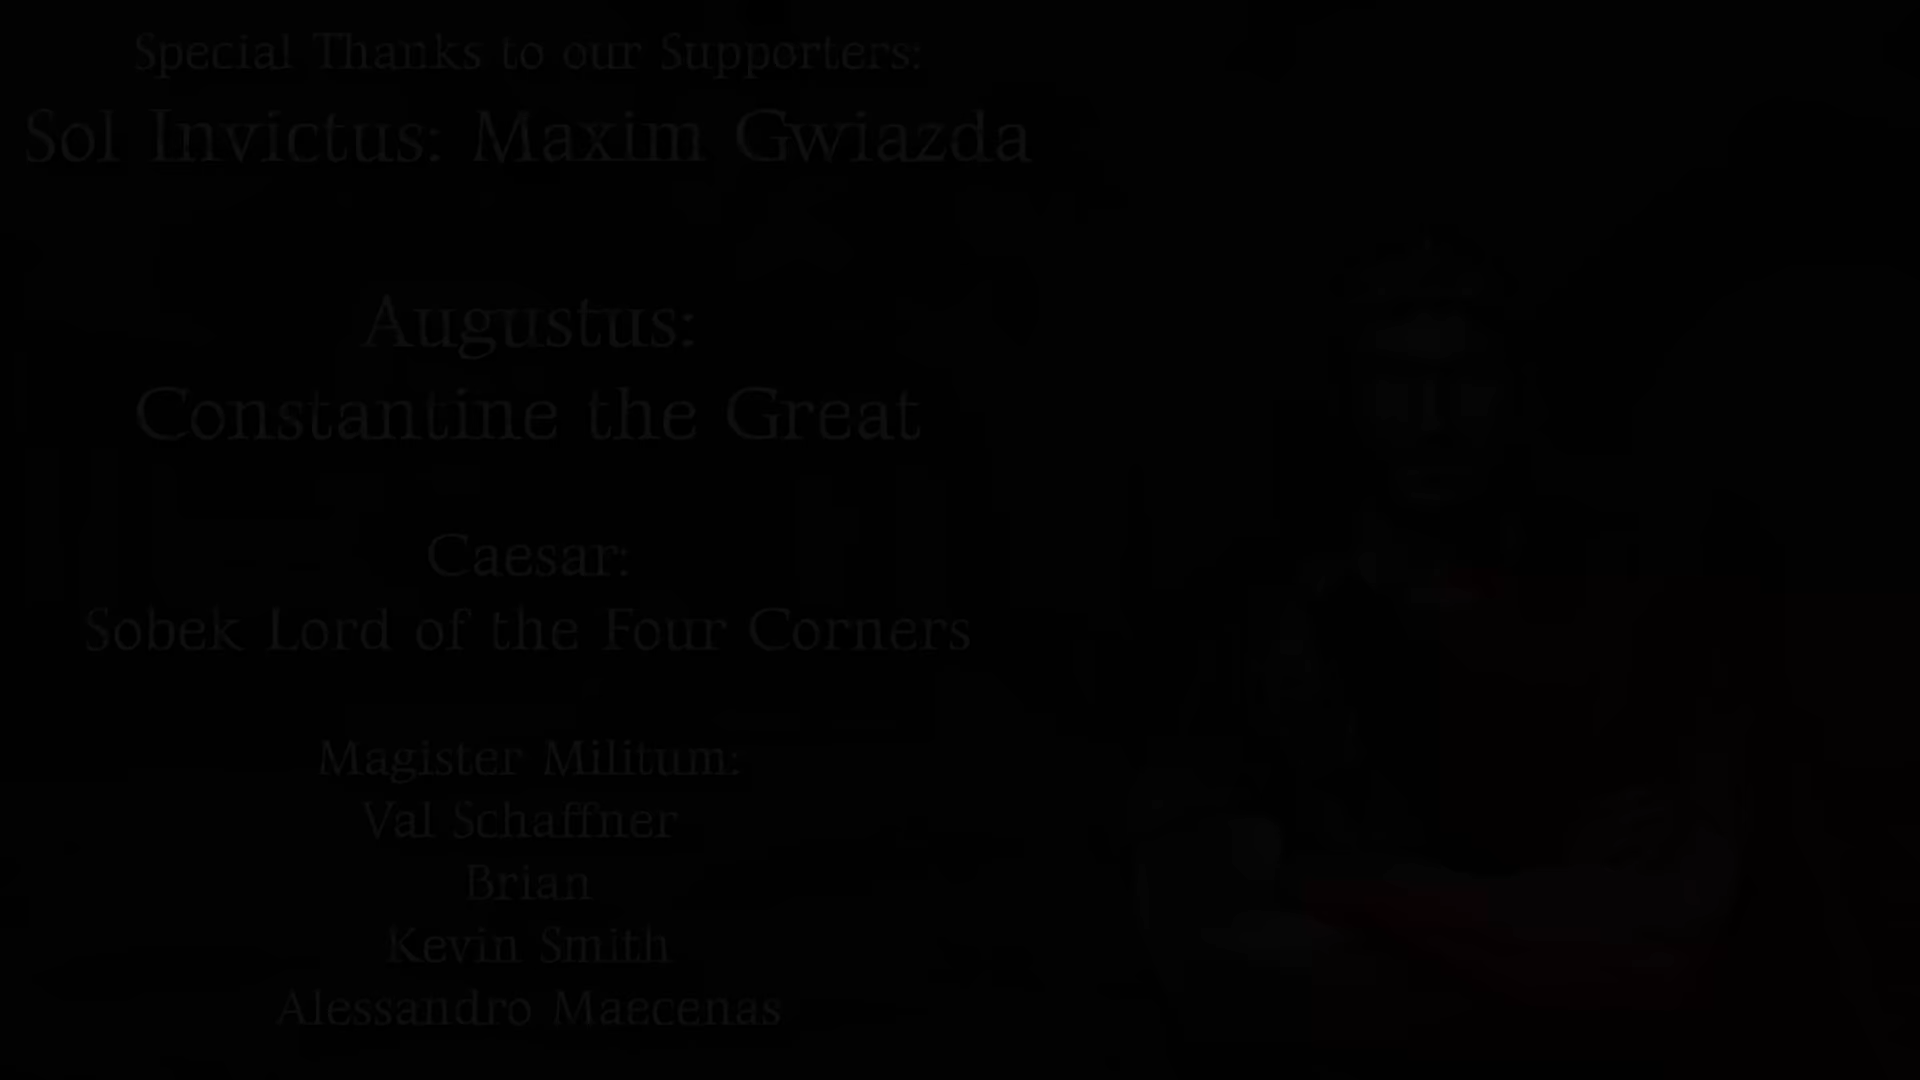 Special Thanks to our Supporters:
Sol Invictus: Maxim Gwiazda
Augustus:
Constantine the Great
Caesar:
Sobek Lord of the Four Corners
Magister Militum:
Val Schaffner
Brian
Kevin Smith
Alessandro Maecenas